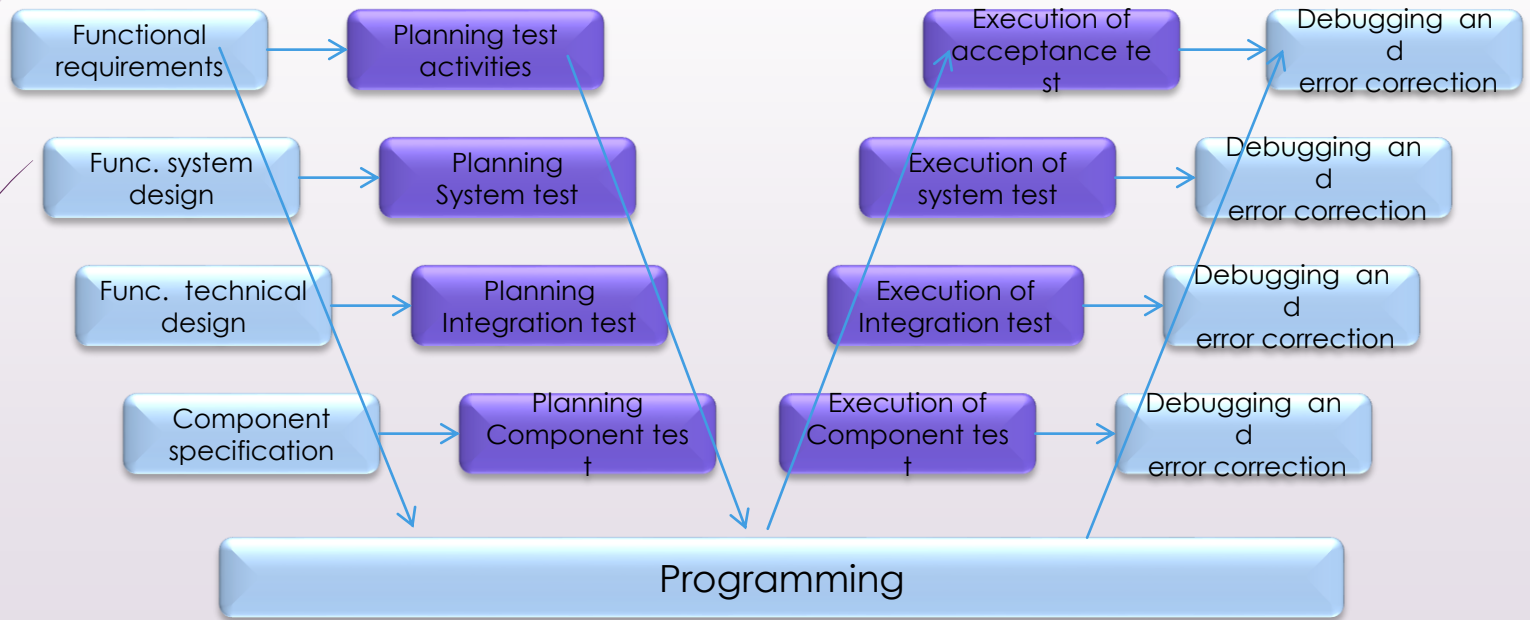 Functional
requirements
Planning test
activities
Execution of
acceptance te
st
Debugging an
d
error correction
Func. system
design
Planning
System test
Execution of
system test
Debugging an
d
error correction
Func. technical
design
Planning
Integration test
Execution of
Integration test
Debugging an
d
error correction
Component
specification
Planning
Component tes
t
Execution of
Component tes
t
Debugging an
d
error correction
Programming